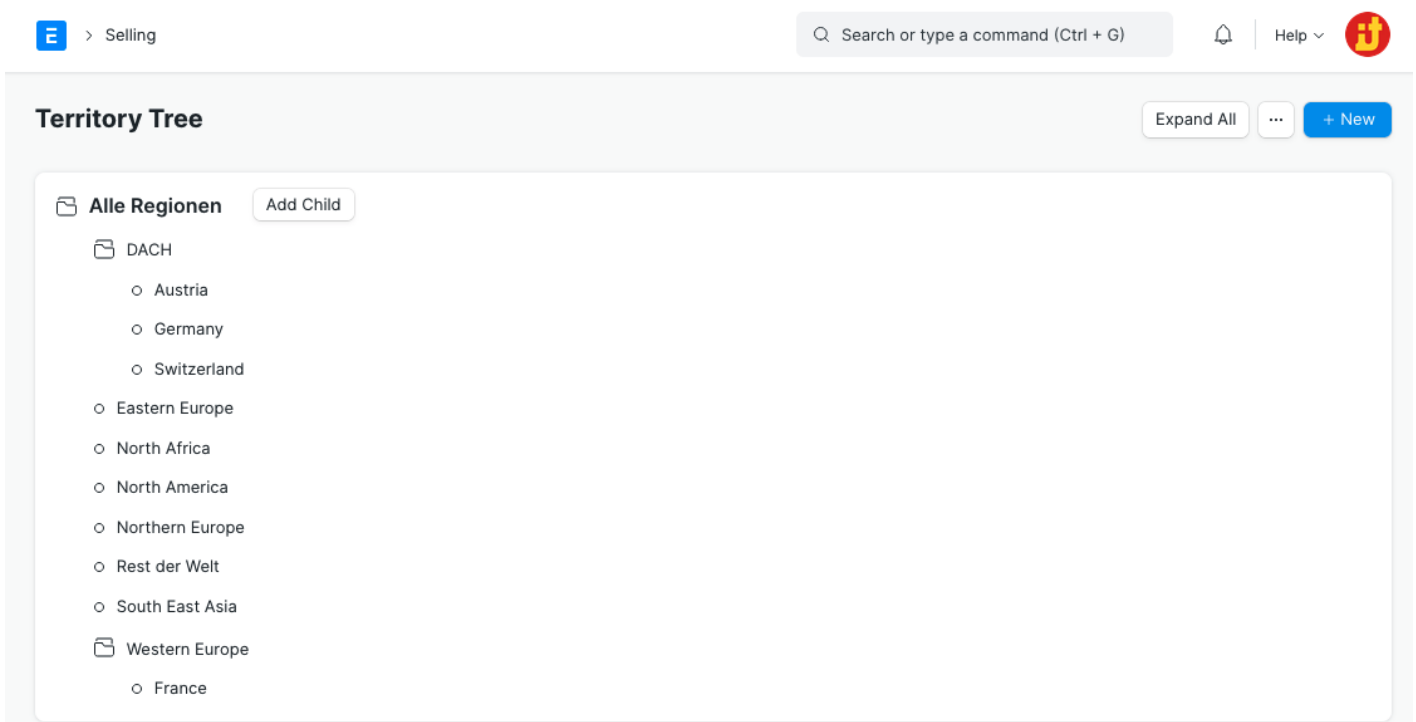 E > Selling Search or type a command (Ctrl + G) Help
Territory Tree Expand All ... + New
Alle Regionen Add Child
DACH
Austria
Germany
Switzerland
Eastern Europe
North Africa
North America
Northern Europe
Rest der Welt
South East Asia
Western Europe
France